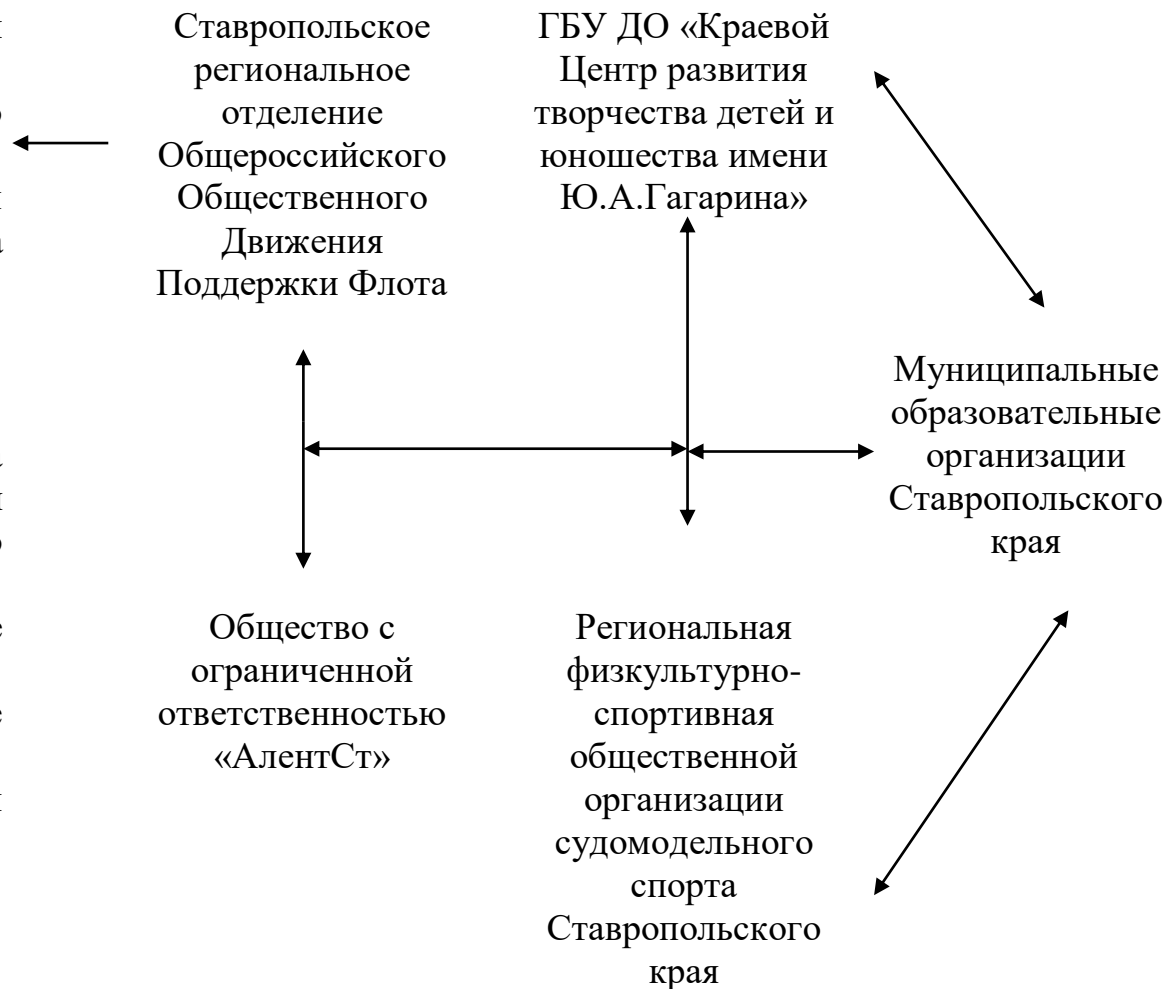 Ставропольское
региональное
отделение
Общероссийского
Общественного
Движения
Поддержки Флота
ГБУ ДО «Краевой
Центр развития
творчества детей и
юношества имени
Ю.А.Гагарина»
Муниципальные
образовательные
организации
Ставропольского
края
Общество с
ограниченной
ответственностью
«АлентСт»
Региональная
физкультурно-
спортивная
общественной
организации
судомодельного
спорта
Ставропольского
края